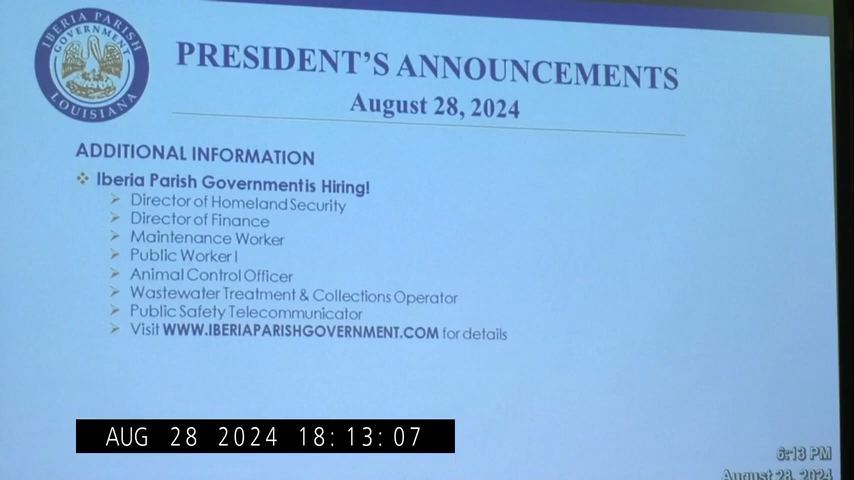 IBERIA PARISH
GOVERNMENT
LOUISIANA
PRESIDENT'S ANNOUNCEMENTS
August 28, 2024
ADDITIONAL INFORMATION
Iberia Parish Government is Hiring!
Director of Homeland Security
Director of Finance
Maintenance Worker
Public Worker I
Animal Control Officer
Wastewater Treatment & Collections Operator
Public Safety Telecommunicator
Visit WWW.IBERIAPARISHGOVERNMENT.COM for details
AUG 28 2024 18:13:07
6:13 PM
August 28, 2024